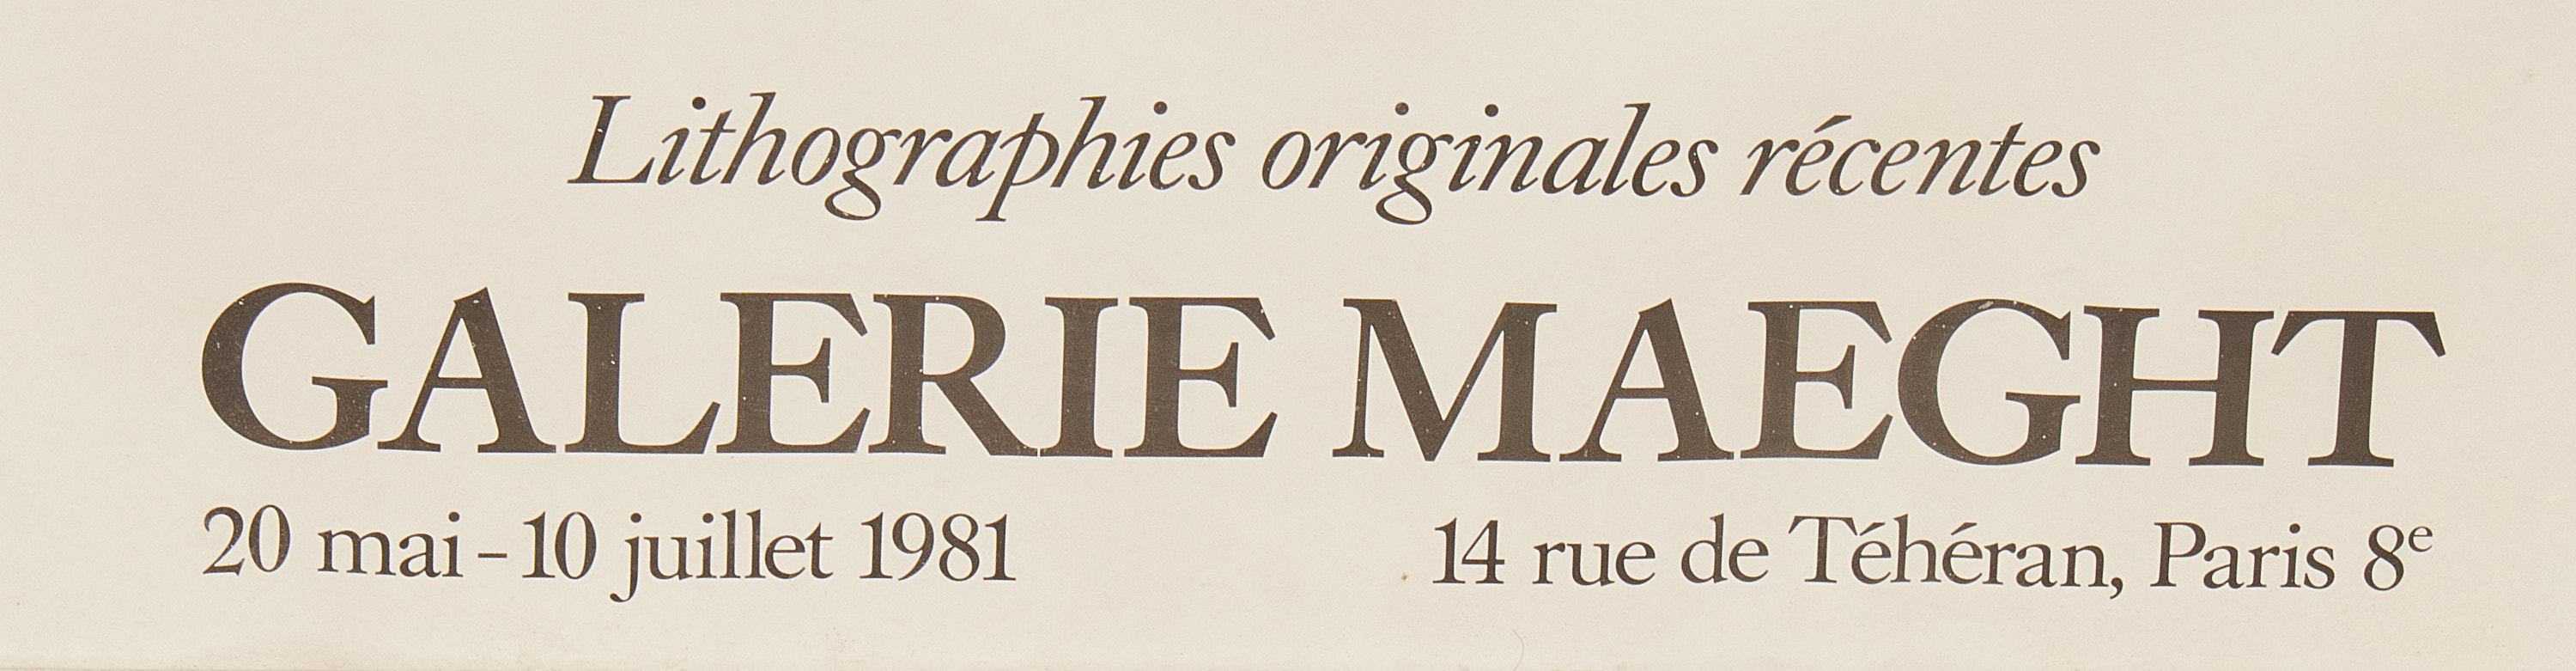 Lithographies originales récentes
GALERIE MAEGHT
20 mai-10 juillet 1981 14 rue de Téhéran, Paris 8e